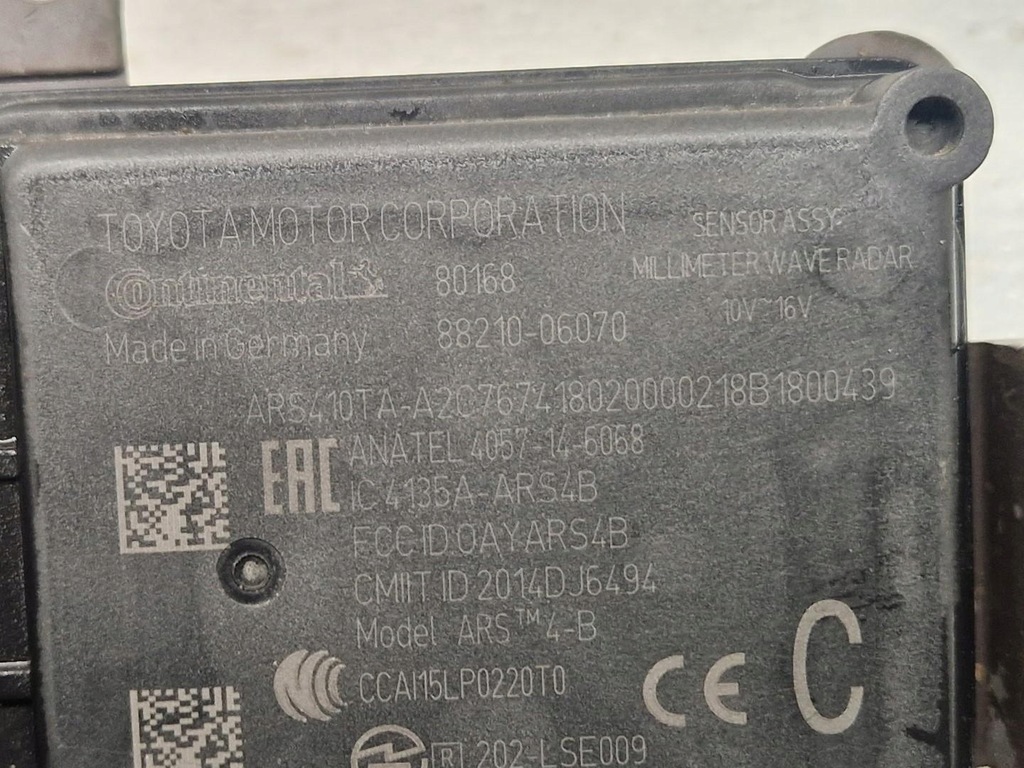 TOYOTA MOTOR CORPORATION
SENSOR ASSY
Continental
80168
MILLIMETER WAVE RADAR
Made in Germany
88210-06070
10V~16V
ARS410TA-A2C767418020000218B1800439
EAC
ANATEL 4057-14-6068
IC 4135A-ARS4B
FCC ID OAYARS4B
CMIIT ID 2014DJ6494
Model ARS™4-B
CCAI15LP0220T0
CE
C
R 202-LSE009